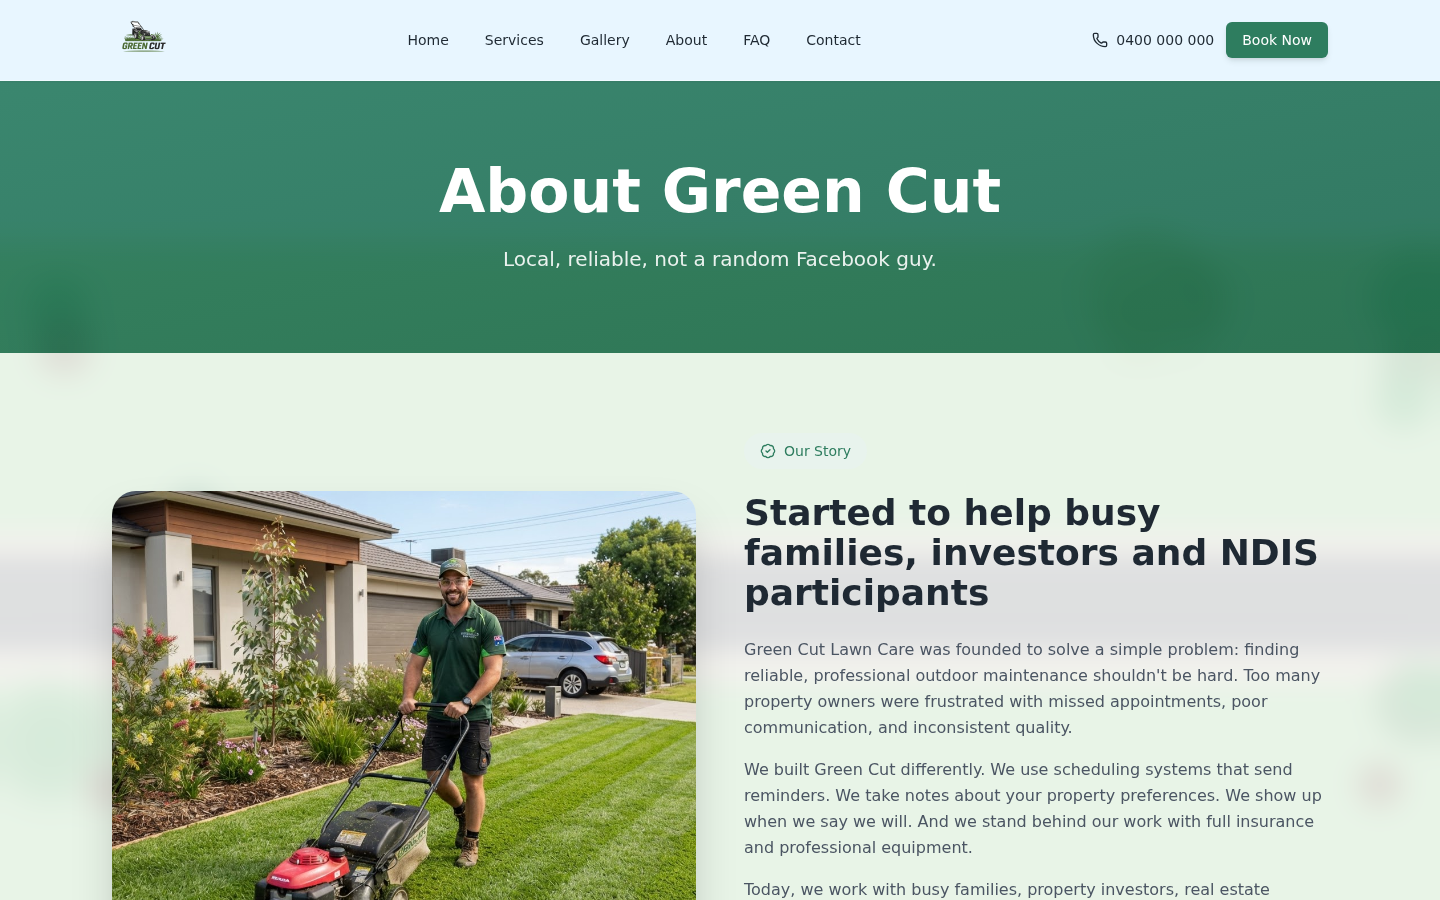 GREEN CUT
Home
Services
Gallery
About
FAQ
Contact
0400 000 000
Book Now
About Green Cut
Local, reliable, not a random Facebook guy.
Our Story
Started to help busy
families, investors and NDIS
participants
Green Cut Lawn Care was founded to solve a simple problem: finding
reliable, professional outdoor maintenance shouldn't be hard. Too many
property owners were frustrated with missed appointments, poor
communication, and inconsistent quality.
We built Green Cut differently. We use scheduling systems that send
reminders. We take notes about your property preferences. We show up
when we say we will. And we stand behind our work with full insurance
and professional equipment.
Today, we work with busy families, property investors, real estate